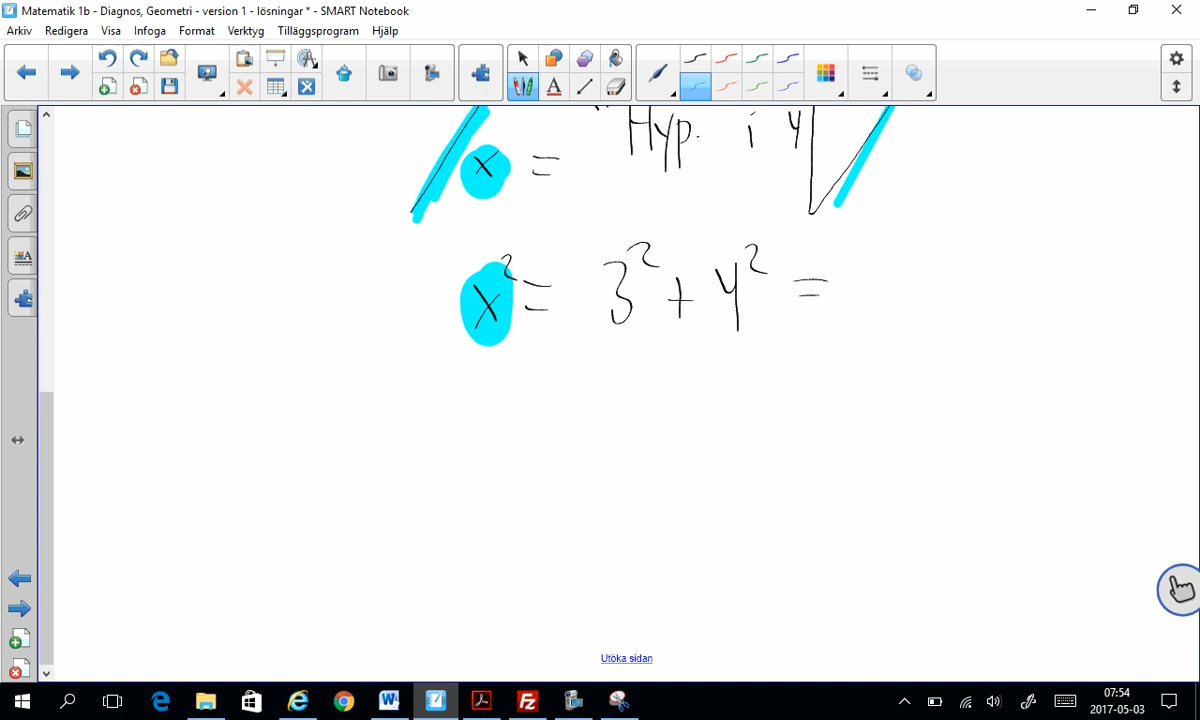 Matematik 1b - Diagnos, Geometri - version 1 - lösningar * - SMART Notebook
Arkiv Redigera Visa Infoga Format Verktyg Tilläggsprogram Hjälp
Hyp. i y
x =
x² = 3² + 4² =
Utöka sidan
07:54
2017-05-03